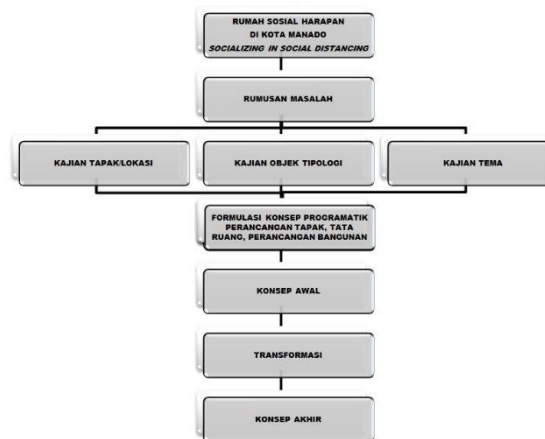 RUMAH SOSIAL HARAPAN
DI KOTA MANADO
SOCIALIZING IN SOCIAL DISTANCING
RUMUSAN MASALAH
KAJIAN TAPAK/LOKASI
KAJIAN OBJEK TIPOLOGI
KAJIAN TEMA
FORMULASI KONSEP PROGRAMATIK
PERANCANGAN TAPAK, TATA
RUANG, PERANCANGAN BANGUNAN
KONSEP AWAL
TRANSFORMASI
KONSEP AKHIR